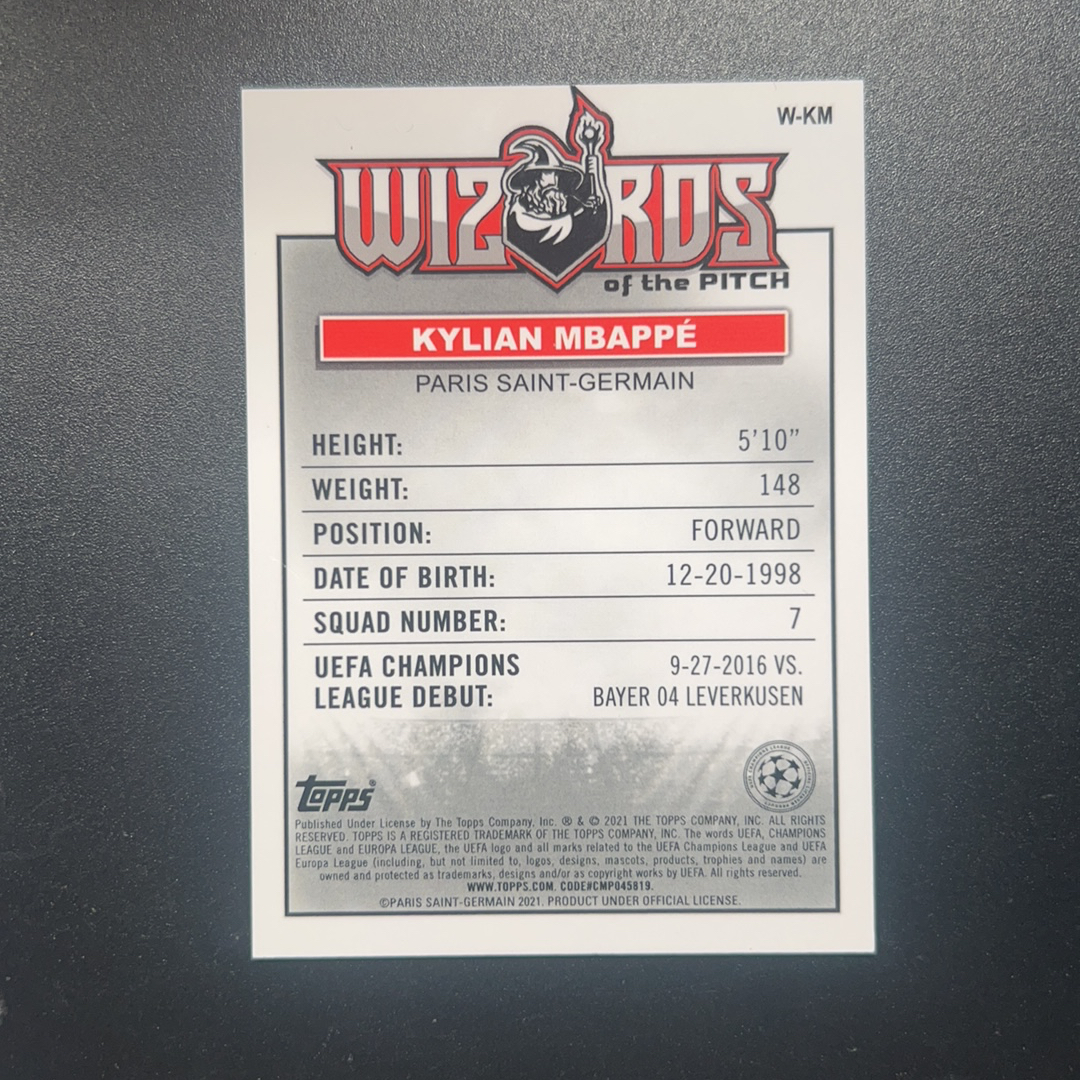 W-KM
WIZARDS
of the PITCH
KYLIAN MBAPPÉ
PARIS SAINT-GERMAIN
HEIGHT: 5'10”
WEIGHT: 148
POSITION: FORWARD
DATE OF BIRTH: 12-20-1998
SQUAD NUMBER: 7
UEFA CHAMPIONS 9-27-2016 VS.
LEAGUE DEBUT: BAYER 04 LEVERKUSEN
Topps®
Published Under License by The Topps Company, Inc. ® & © 2021 THE TOPPS COMPANY, INC. ALL RIGHTS
RESERVED. TOPPS IS A REGISTERED TRADEMARK OF THE TOPPS COMPANY, INC. The words UEFA, CHAMPIONS
LEAGUE and EUROPA LEAGUE, the UEFA logo and all marks related to the UEFA Champions League and UEFA
Europa League (including, but not limited to, logos, designs, mascots, products, trophies and names) are
owned and protected as trademarks, designs and/or as copyright works by UEFA. All rights reserved.
WWW.TOPPS.COM. CODE#CMP045819.
©PARIS SAINT-GERMAIN 2021. PRODUCT UNDER OFFICIAL LICENSE.